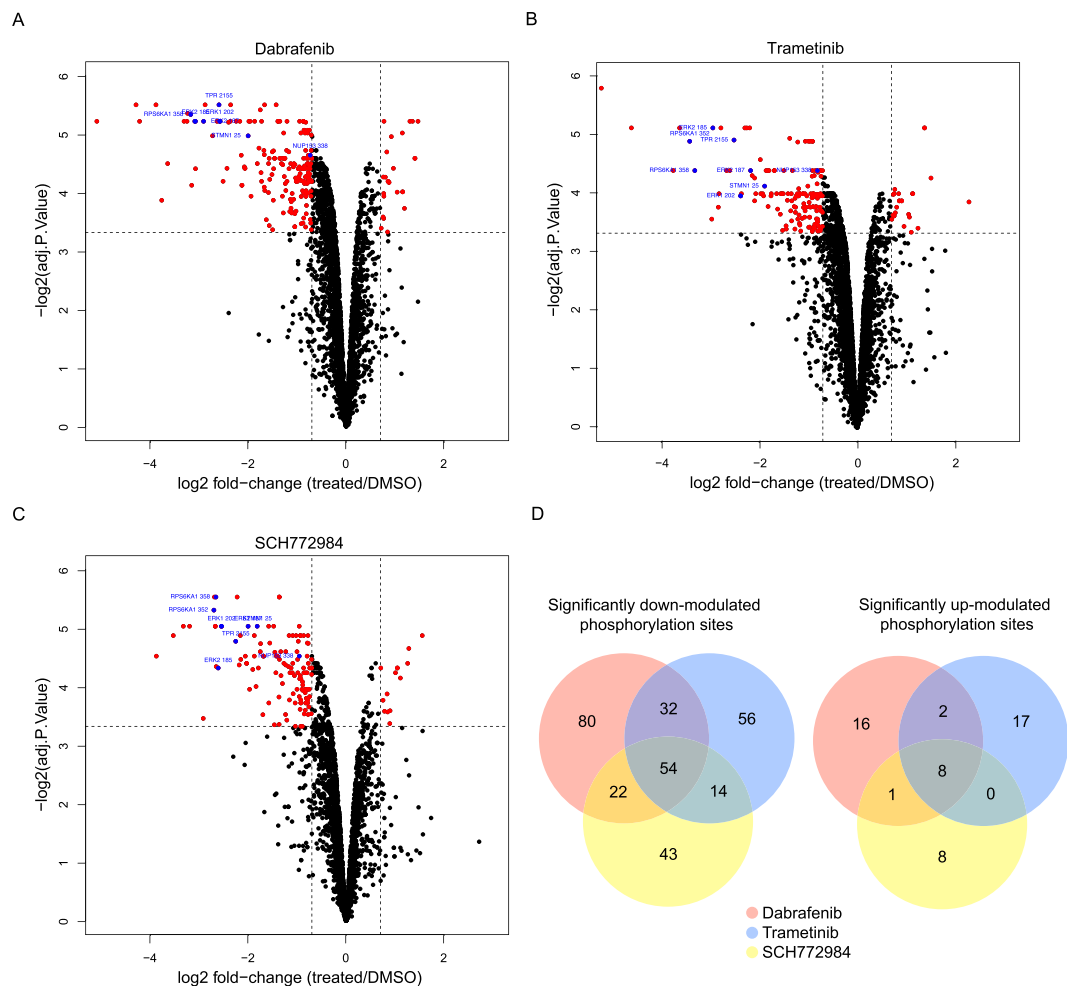 A
Dabrafenib
−log2(adj.P.Value)
6
5
4
3
2
1
0
TPR 2155
RPS6KA1 358
ERK1 202
STMN1 25
NUP193 338
−4
−2
0
2
log2 fold−change (treated/DMSO)
B
Trametinib
−log2(adj.P.Value)
6
5
4
3
2
1
0
ERK2 185
RPS6KA1 352
TPR 2155
RPS6KA1 358
187
338
STMN1 25
ERK1 202
−4
−2
0
2
log2 fold−change (treated/DMSO)
C
SCH772984
−log2(adj.P.Value)
6
5
4
3
2
1
0
RPS6KA1 358
RPS6KA1 352
ERK1 202
25
TPR 2155
338
ERK2 185
−4
−2
0
2
log2 fold−change (treated/DMSO)
D
Significantly down-modulated
phosphorylation sites
80
32
56
54
22
14
43
Significantly up-modulated
phosphorylation sites
16
2
17
8
1
0
8
Dabrafenib
Trametinib
SCH772984